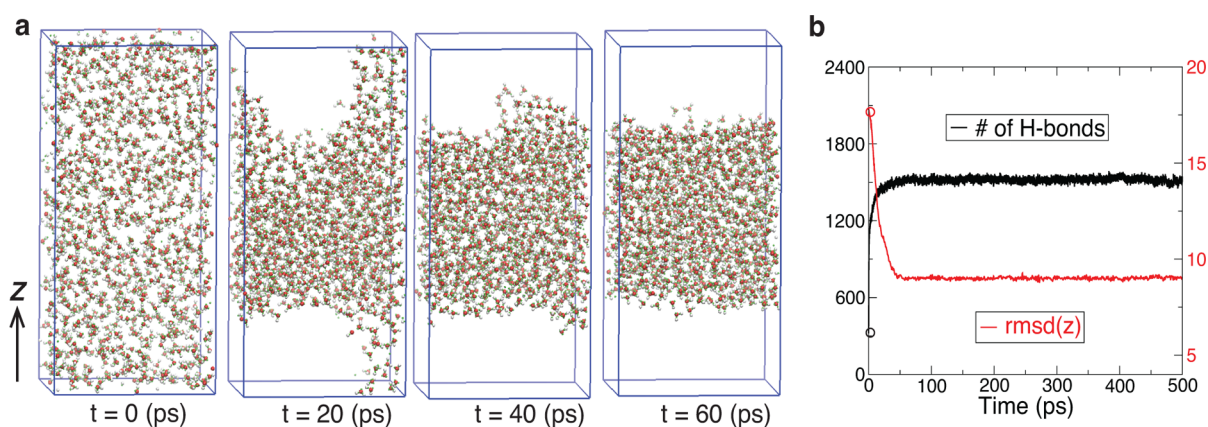 a
z
t = 0 (ps)
t = 20 (ps)
t = 40 (ps)
t = 60 (ps)
b
2400
1800
1200
600
0
# of H-bonds
rmsd(z)
20
15
10
5
0
100
200
300
400
500
Time (ps)